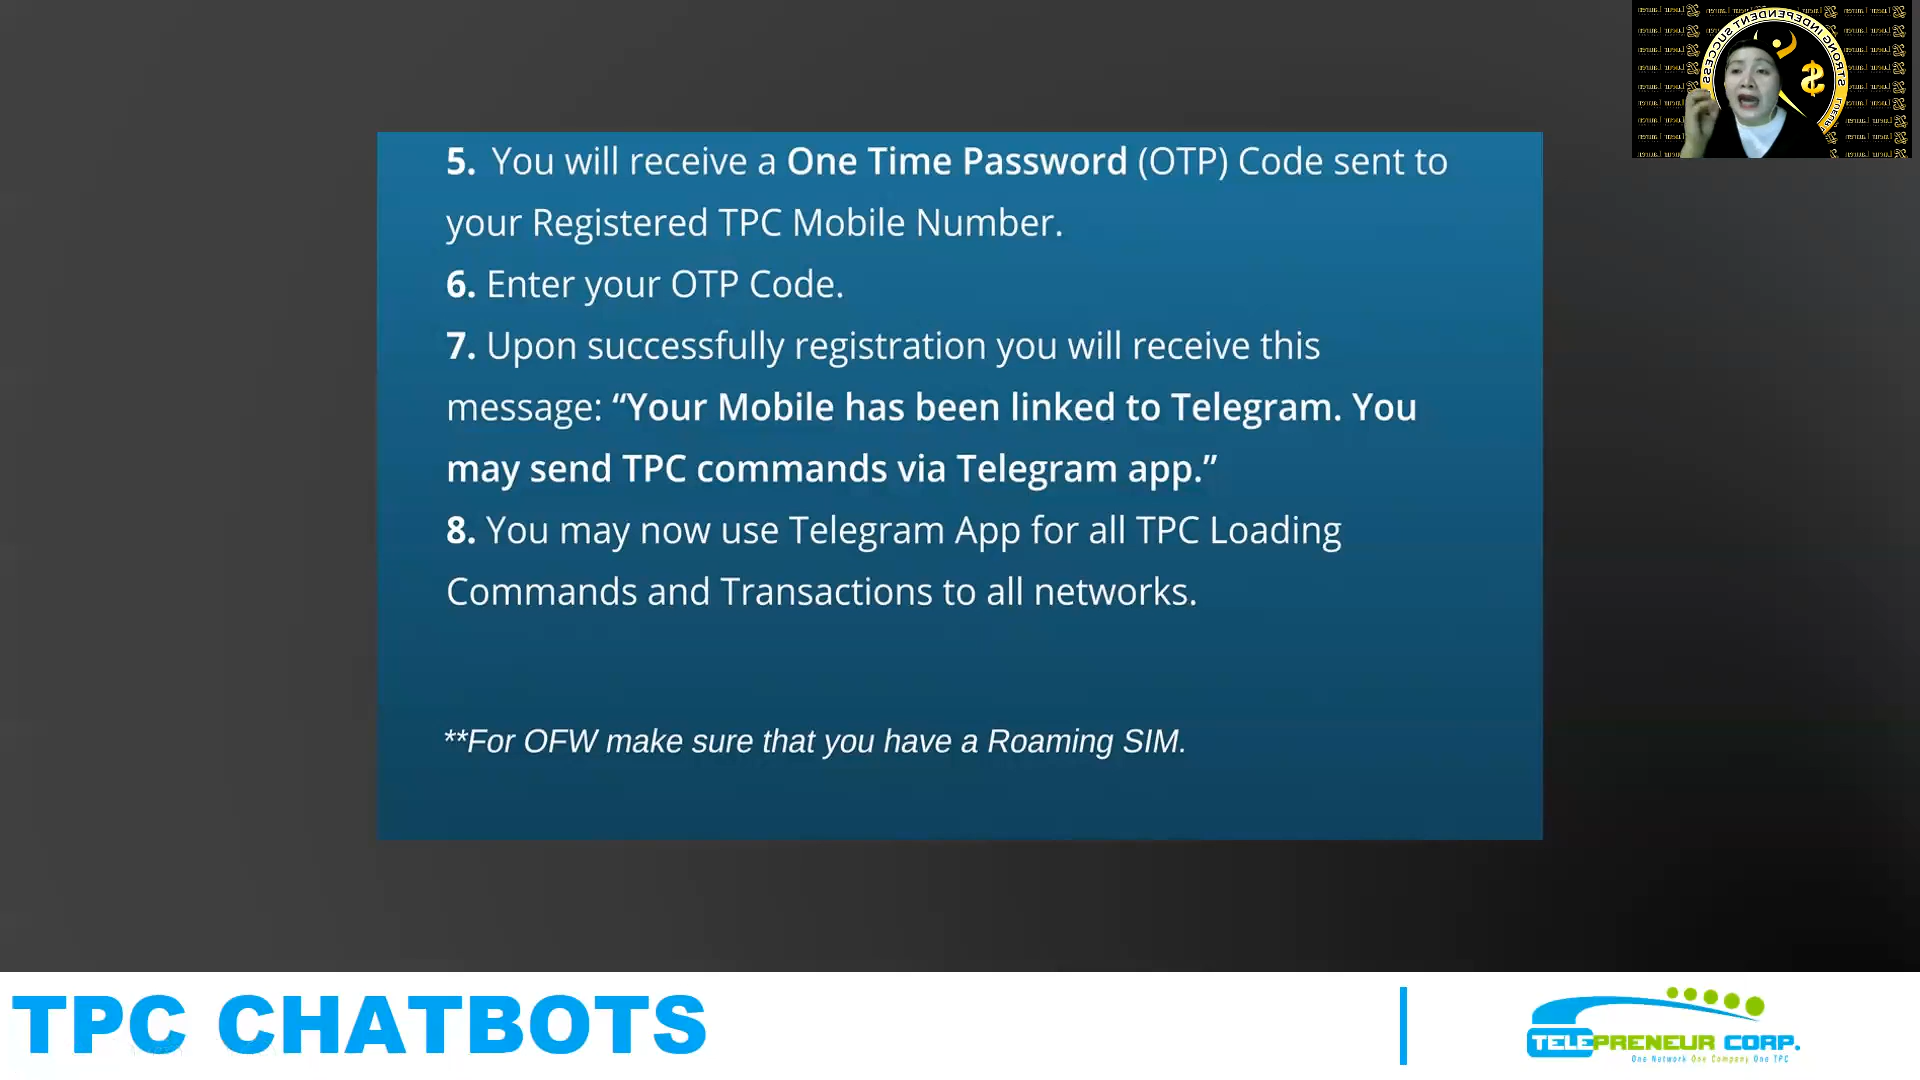 5. You will receive a One Time Password (OTP) Code sent to
your Registered TPC Mobile Number.
6. Enter your OTP Code.
7. Upon successfully registration you will receive this
message: “Your Mobile has been linked to Telegram. You
may send TPC commands via Telegram app.”
8. You may now use Telegram App for all TPC Loading
Commands and Transactions to all networks.
**For OFW make sure that you have a Roaming SIM.
STRONG INDEPENDENT SUCCESS
$
TPC CHATBOTS
TELEPRENEUR CORP.
One Network One Company One TPC